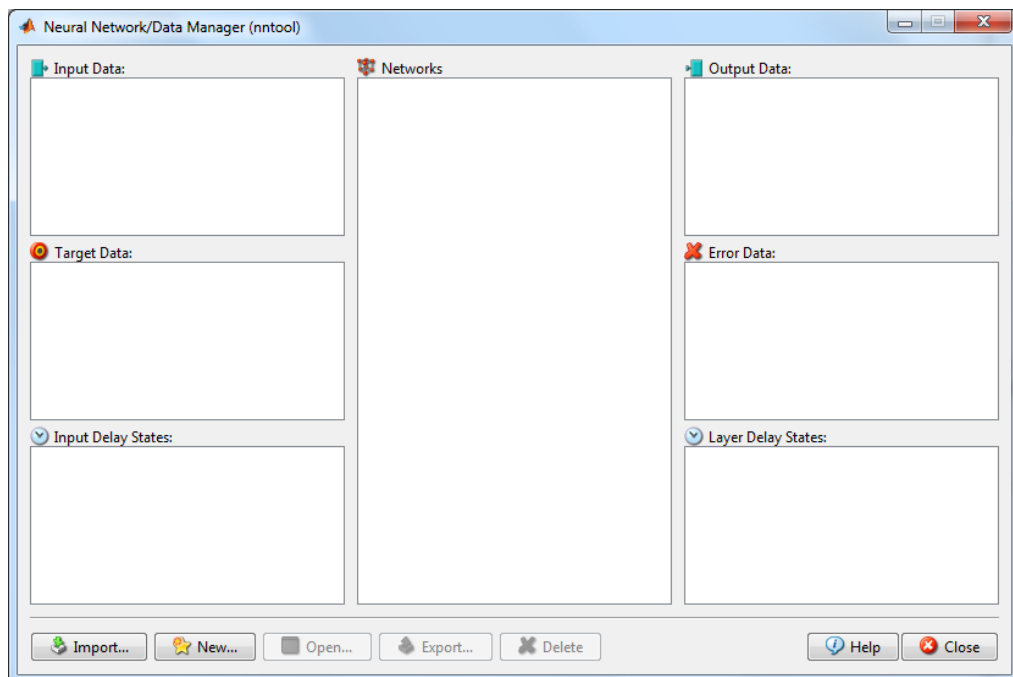 Neural Network/Data Manager (nntool)
Input Data:
Networks
Output Data:
Target Data:
Error Data:
Input Delay States:
Layer Delay States:
Import...
New...
Open...
Export...
Delete
Help
Close